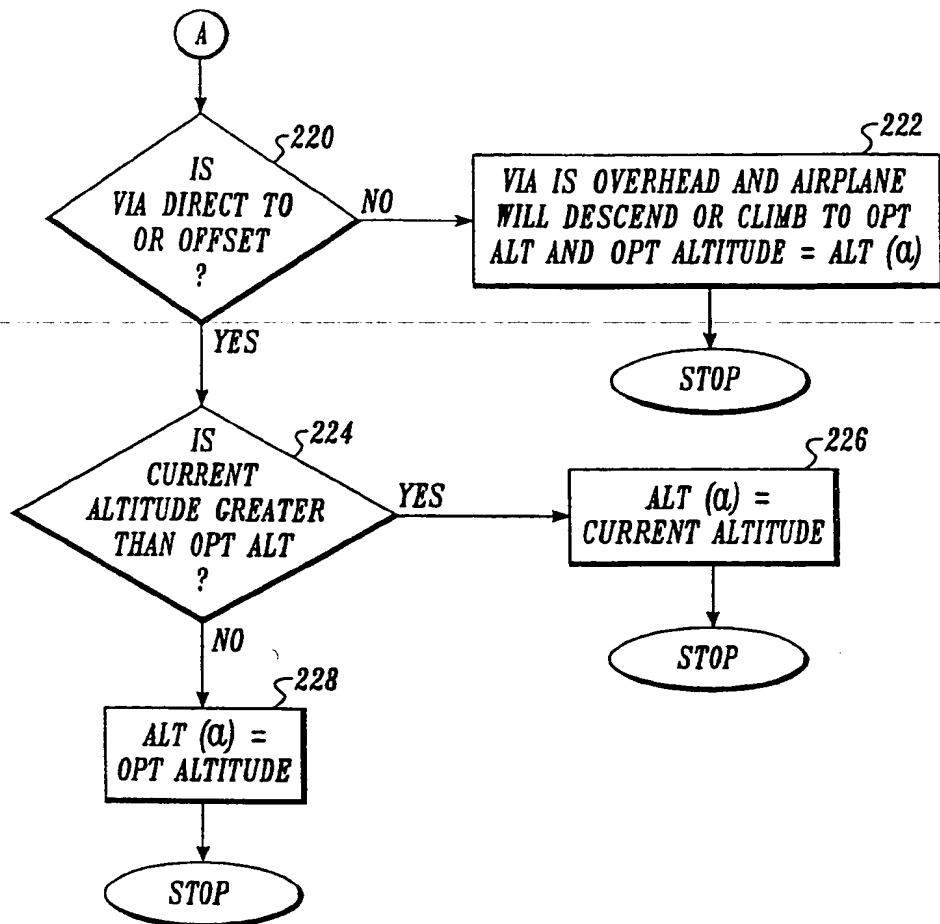 A
220
IS
VIA DIRECT TO
OR OFFSET
?
NO
222
VIA IS OVERHEAD AND AIRPLANE
WILL DESCEND OR CLIMB TO OPT
ALT AND OPT ALTITUDE = ALT (a)
STOP
YES
224
IS
CURRENT
ALTITUDE GREATER
THAN OPT ALT
?
YES
226
ALT (a) =
CURRENT ALTITUDE
STOP
NO
228
ALT (a) =
OPT ALTITUDE
STOP